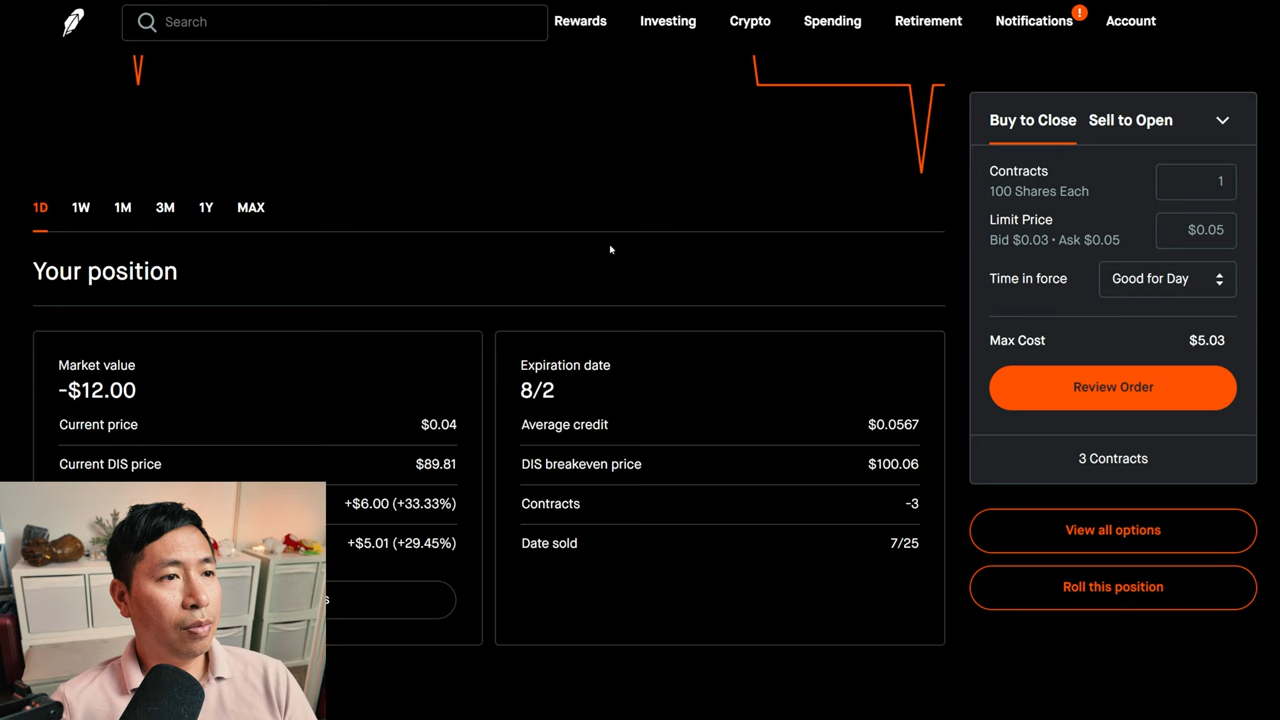 Search
Rewards
Investing
Crypto
Spending
Retirement
Notifications
!
Account
Buy to Close
Sell to Open
Contracts
100 Shares Each
1
Limit Price
Bid $0.03 • Ask $0.05
$0.05
Time in force
Good for Day
Max Cost
$5.03
Review Order
3 Contracts
View all options
Roll this position
1D
1W
1M
3M
1Y
MAX
Your position
Market value
-$12.00
Current price
$0.04
Current DIS price
$89.81
+$6.00 (+33.33%)
+$5.01 (+29.45%)
s
Expiration date
8/2
Average credit
$0.0567
DIS breakeven price
$100.06
Contracts
-3
Date sold
7/25